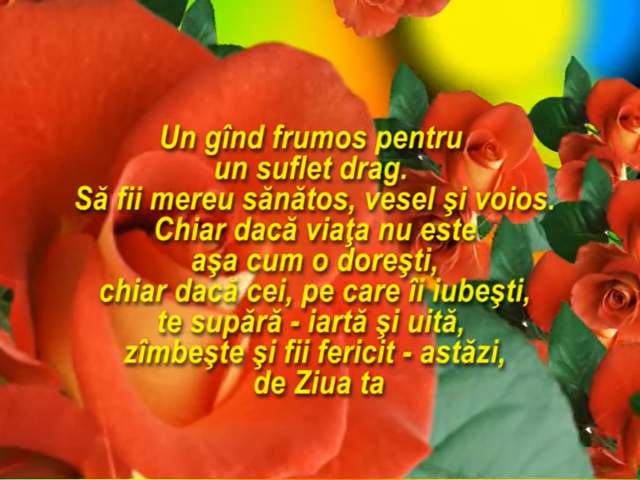 Un gînd frumos pentru
un suflet drag.
Să fii mereu sănătos, vesel şi voios.
Chiar dacă viaţa nu este
aşa cum o doreşti,
chiar dacă cei, pe care îi iubeşti,
te supără - iartă şi uită,
zîmbeşte şi fii fericit - astăzi,
de Ziua ta